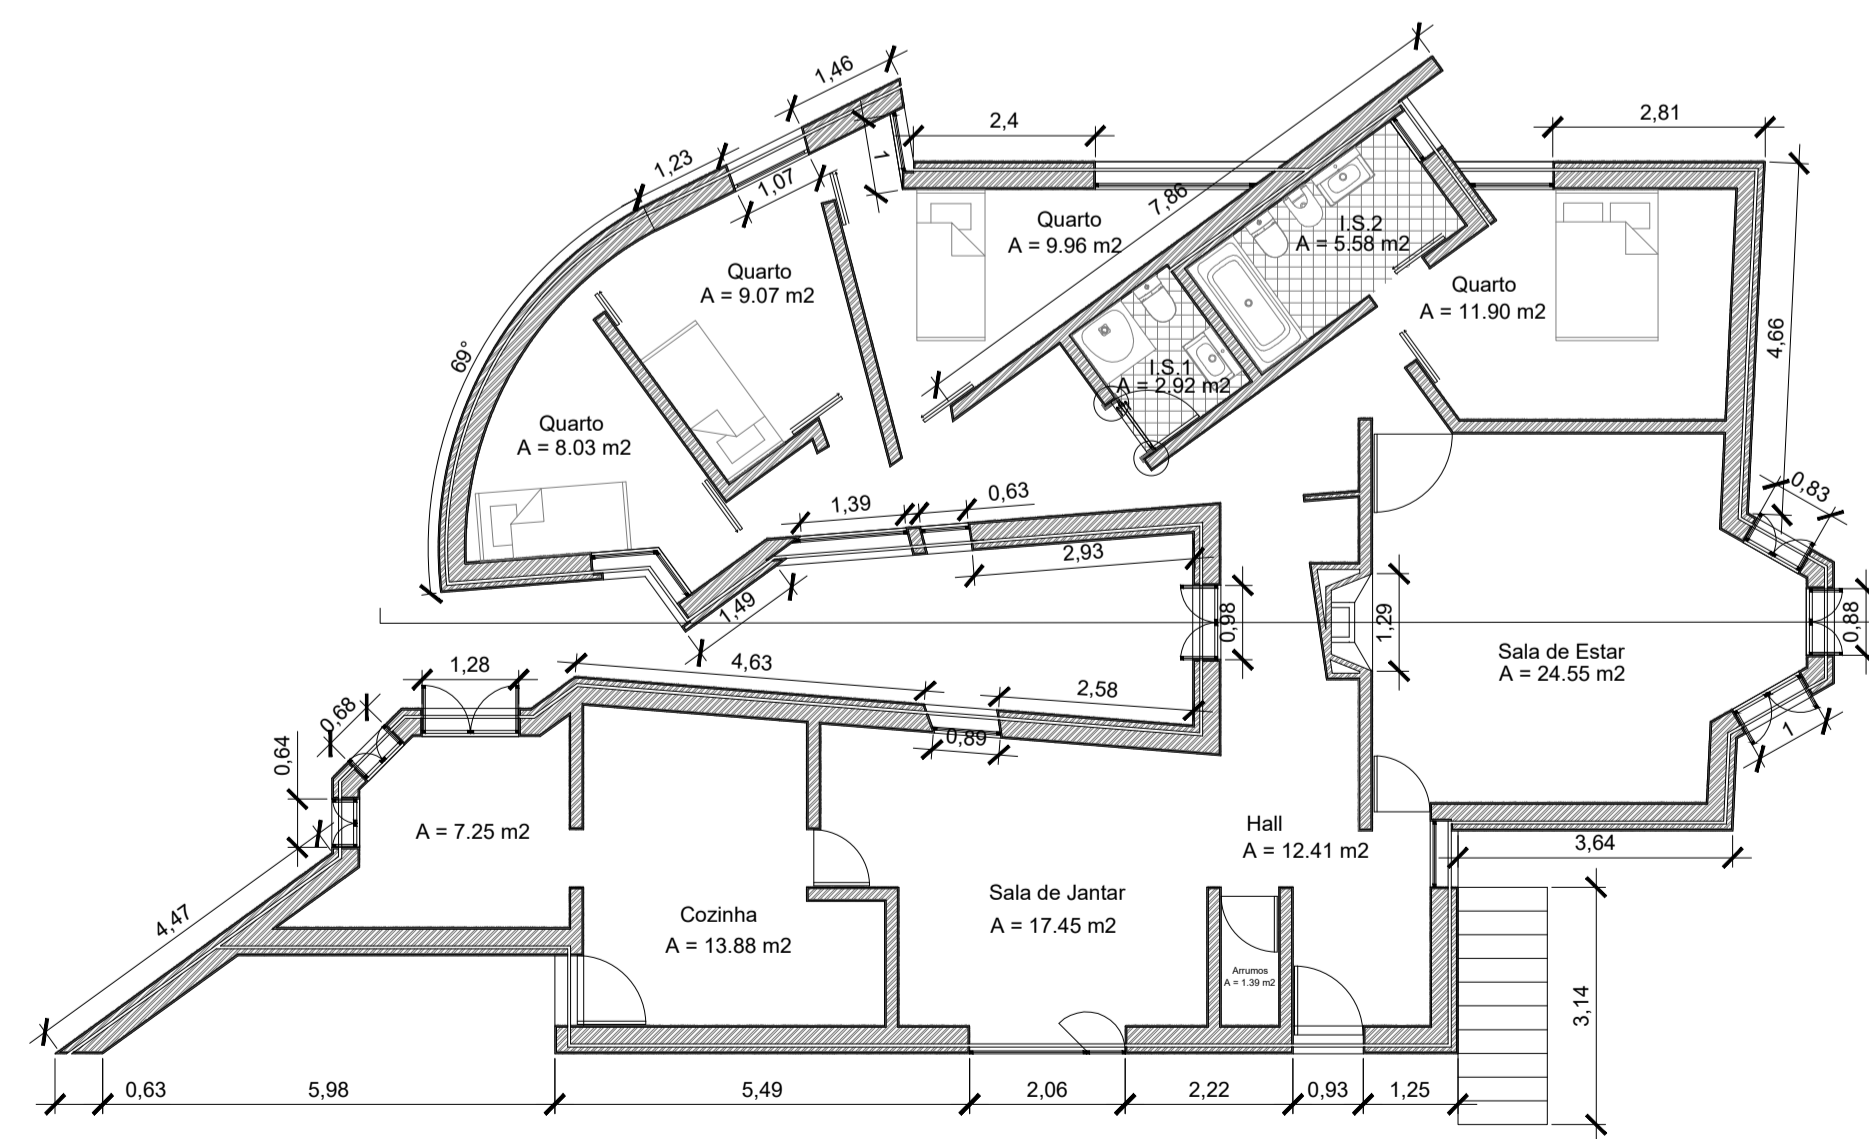 1,46
1,23
1,07
1
2,4
7,86
2,81
Quarto
A = 9.96 m2
I.S.2
A = 5.58 m2
Quarto
A = 9.07 m2
Quarto
A = 11.90 m2
4,66
69°
I.S.1
A = 2.92 m2
Quarto
A = 8.03 m2
1,39
0,63
0,83
2,93
1,49
0,98
1,29
0,88
Sala de Estar
A = 24.55 m2
4,63
1,28
2,58
0,68
0,89
1
0,64
A = 7.25 m2
Hall
A = 12.41 m2
3,64
4,47
Cozinha
A = 13.88 m2
Sala de Jantar
A = 17.45 m2
Arrumos
A = 1.39 m2
3,14
0,63
5,98
5,49
2,06
2,22
0,93
1,25